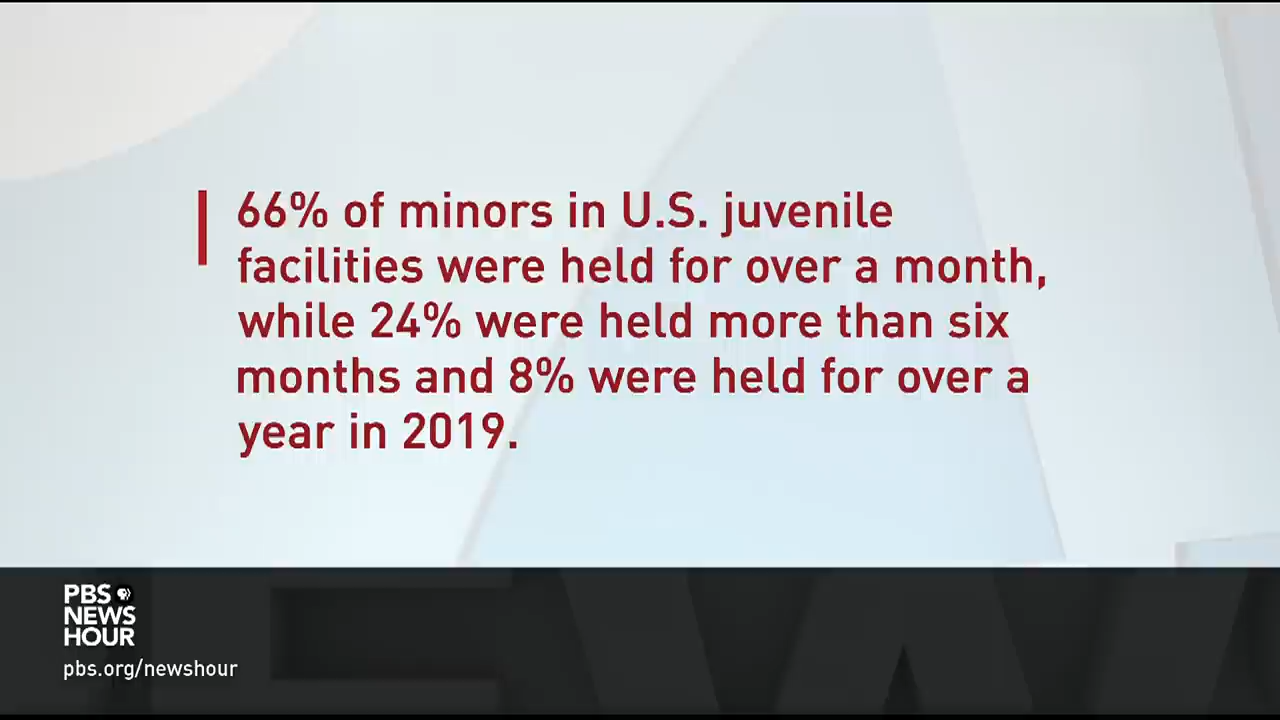 66% of minors in U.S. juvenile
facilities were held for over a month,
while 24% were held more than six
months and 8% were held for over a
year in 2019.
PBS
NEWS
HOUR
pbs.org/newshour